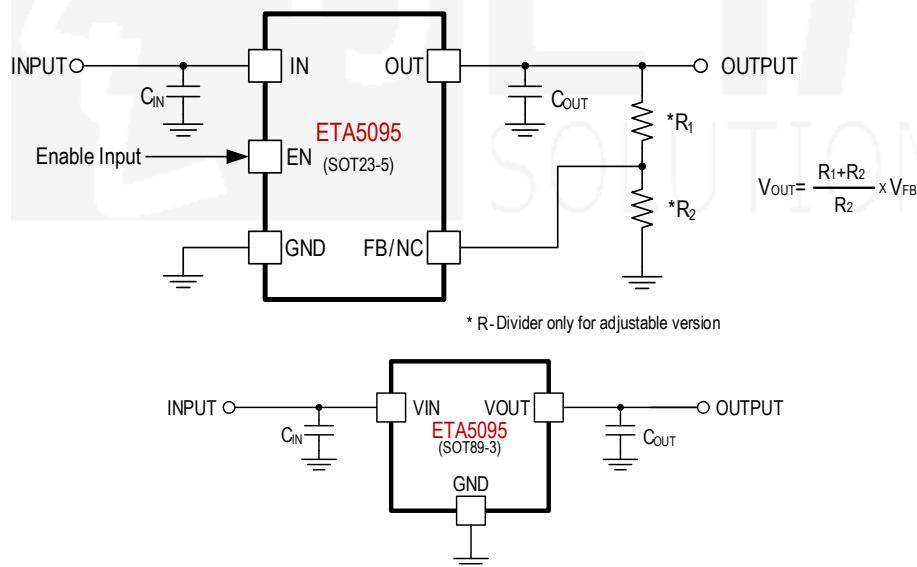 INPUT
IN
OUT
OUTPUT
CIN
COUT
*R1
ETA5095
(SOT23-5)
Enable Input
EN
VOUT= R1+R2 / R2 x VFB
*R2
GND
FB/NC
SOLUTION
* R-Divider only for adjustable version
INPUT
VIN
VOUT
OUTPUT
CIN
ETA5095
(SOT89-3)
COUT
GND